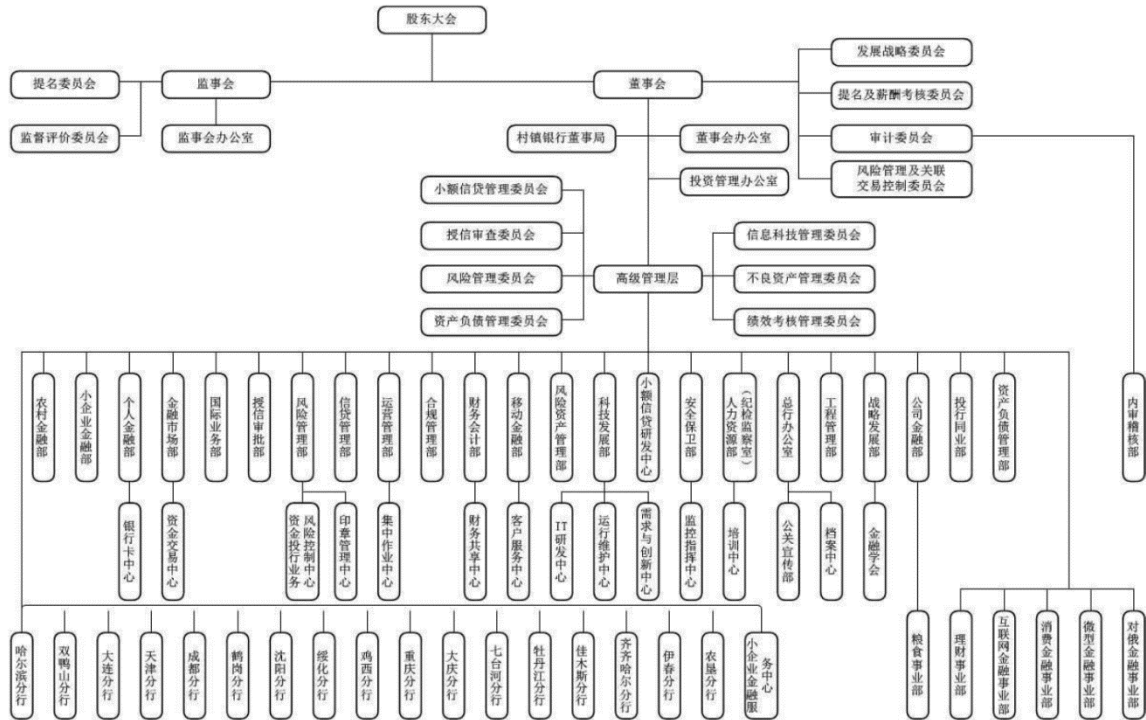 股东大会
发展战略委员会
提名委员会
监事会
董事会
提名及薪酬考核委员会
监督评价委员会
监事会办公室
村镇银行董事局
董事会办公室
审计委员会
投资管理办公室
风险管理及关联
交易控制委员会
小额信贷管理委员会
授信审查委员会
信息科技管理委员会
风险管理委员会
高级管理层
不良资产管理委员会
资产负债管理委员会
绩效考核管理委员会
农村金融部
小企业金融部
个人金融部
金融市场部
国际业务部
授信审批部
风险管理部
信贷管理部
运营管理部
合规管理部
财务会计部
移动金融部
风险资产管理部
科技发展部
小额信贷研发中心
安全保卫部
（纪检监察室）
人力资源部
总行办公室
工程管理部
战略发展部
公司金融部
投行同业部
资产负债管理部
内审稽核部
银行卡中心
资金交易中心
风险控制中心
资金投行业务
印章管理中心
集中作业中心
财务共享中心
客户服务中心
IT研发中心
运行维护中心
需求与创新中心
监控指挥中心
培训中心
公关宣传部
档案中心
金融学会
哈尔滨分行
双鸭山分行
大连分行
天津分行
成都分行
鹤岗分行
沈阳分行
绥化分行
鸡西分行
重庆分行
大庆分行
七台河分行
牡丹江分行
佳木斯分行
齐齐哈尔分行
伊春分行
农垦分行
务中心
小企业金融服
粮食事业部
理财事业部
互联网金融事业部
消费金融事业部
微型金融事业部
对俄金融事业部